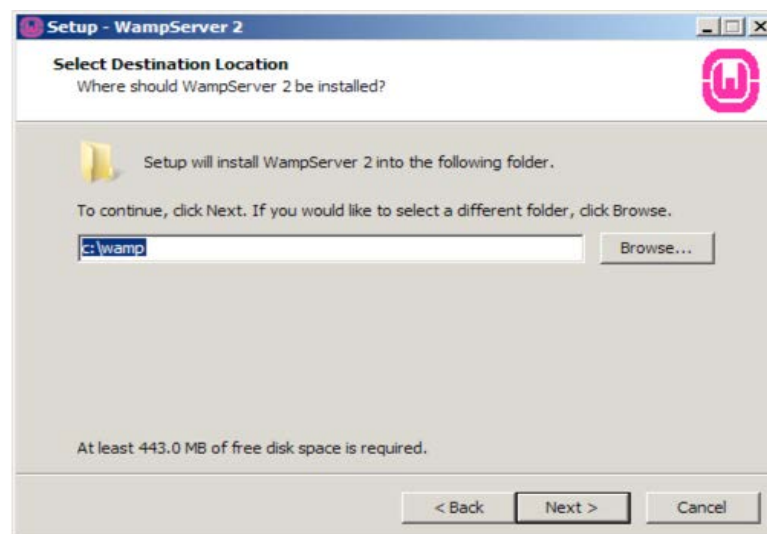 Setup - WampServer 2
Select Destination Location
Where should WampServer 2 be installed?
Setup will install WampServer 2 into the following folder.
To continue, click Next. If you would like to select a different folder, click Browse.
c:\wamp
Browse...
At least 443.0 MB of free disk space is required.
< Back
Next >
Cancel